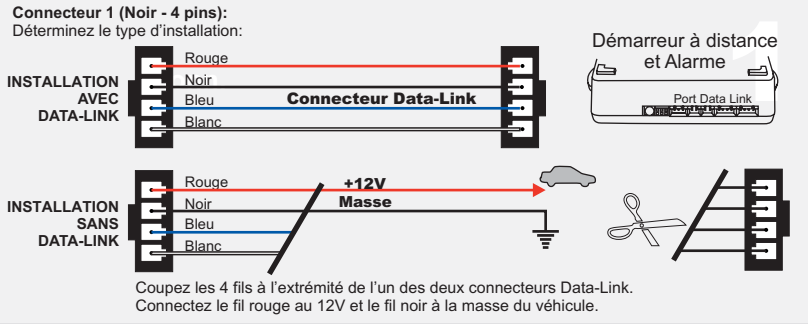 Connecteur 1 (Noir - 4 pins):
Déterminez le type d'installation:
INSTALLATION
AVEC
DATA-LINK
Rouge
Noir
Bleu
Blanc
Connecteur Data-Link
Démarreur à distance
et Alarme
Port Data Link
1
INSTALLATION
SANS
DATA-LINK
Rouge
Noir
Bleu
Blanc
+12V
Masse
Coupez les 4 fils à l'extrémité de l'un des deux connecteurs Data-Link.
Connectez le fil rouge au 12V et le fil noir à la masse du véhicule.